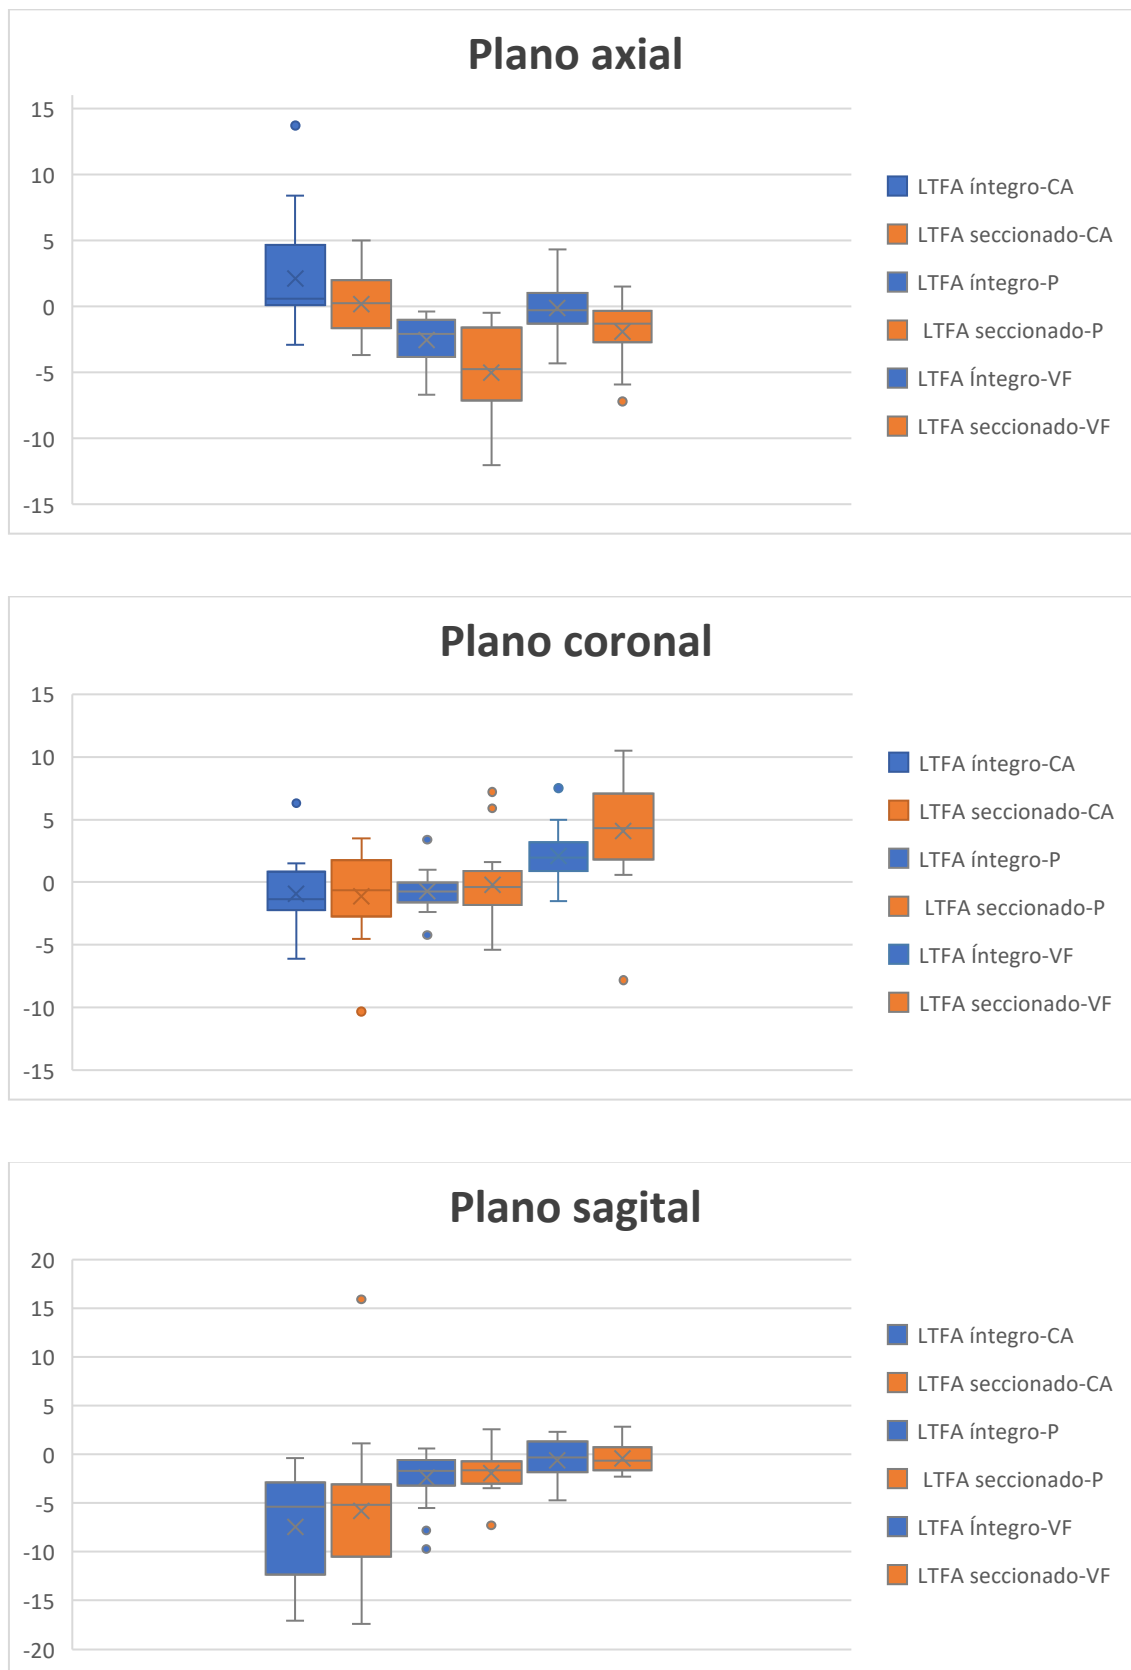 Plano axial
15
10
5
0
-5
-10
-15
LTFA íntegro-CA
LTFA seccionado-CA
LTFA íntegro-P
LTFA seccionado-P
LTFA Íntegro-VF
LTFA seccionado-VF
Plano coronal
15
10
5
0
-5
-10
-15
LTFA íntegro-CA
LTFA seccionado-CA
LTFA íntegro-P
LTFA seccionado-P
LTFA Íntegro-VF
LTFA seccionado-VF
Plano sagital
20
15
10
5
0
-5
-10
-15
-20
LTFA íntegro-CA
LTFA seccionado-CA
LTFA íntegro-P
LTFA seccionado-P
LTFA Íntegro-VF
LTFA seccionado-VF